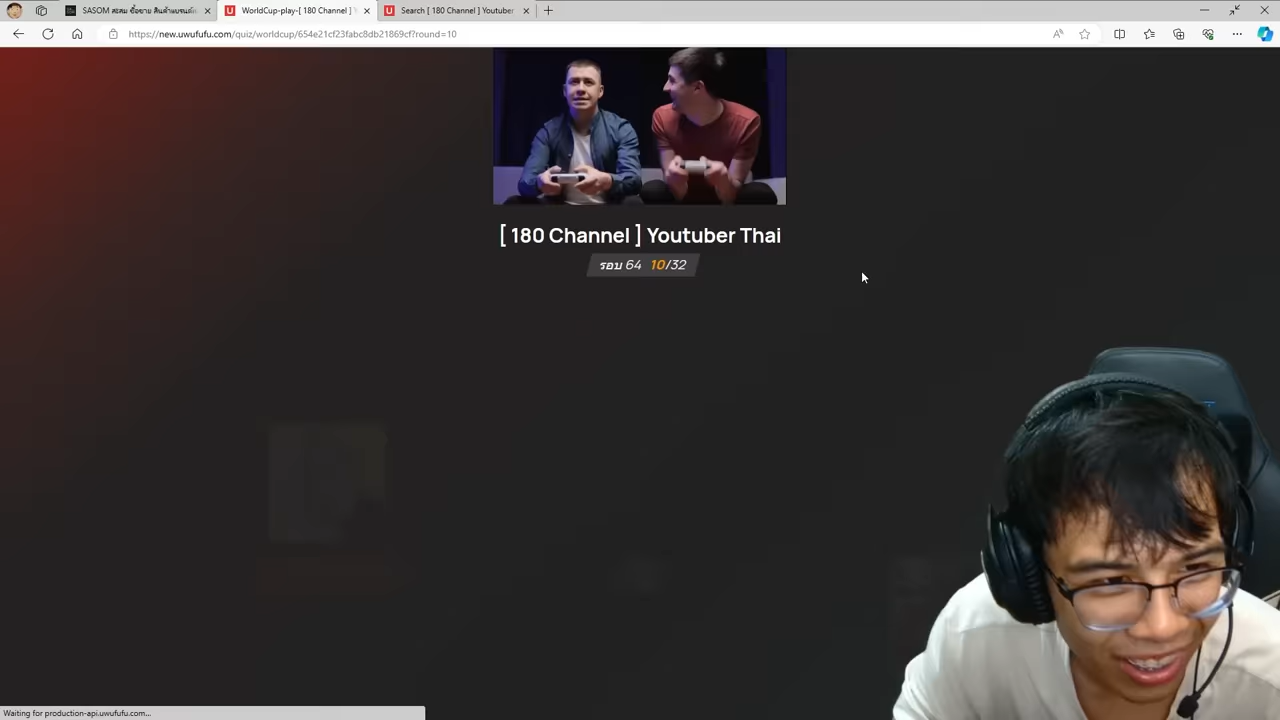 SASOM สะสม ซื้อขาย สินค้าแบรนด์
WorldCup-play-[ 180 Channel ] Y
Search [ 180 Channel ] Youtuber
https://new.uwufufu.com/quiz/worldcup/654e21cf23fabc8db21869cf?round=10
[ 180 Channel ] Youtuber Thai
รอบ 64 10/32
Waiting for production-api.uwufufu.com...